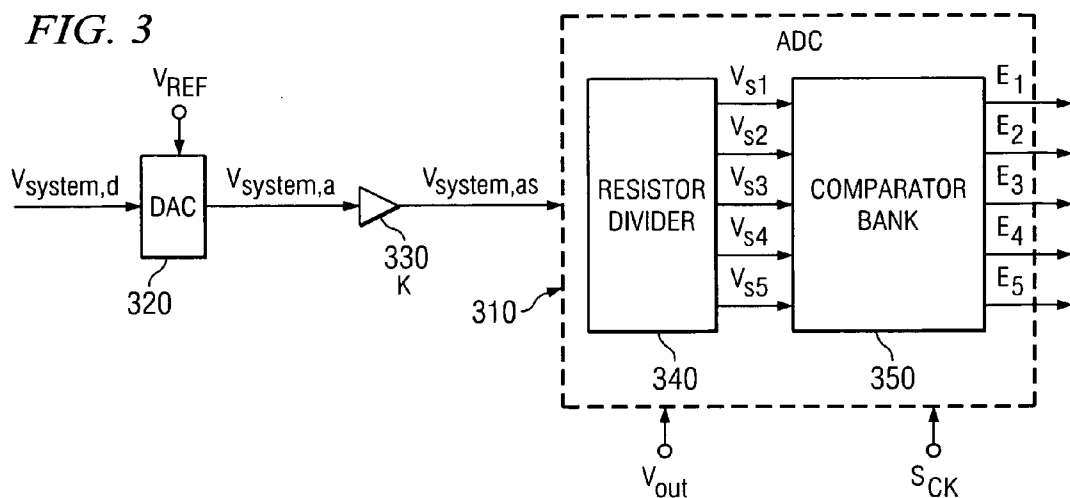 FIG. 3
ADC
V_REF
V_system,d
DAC
V_system,a
V_system,as
320
330
K
310
RESISTOR
DIVIDER
340
V_s1
V_s2
V_s3
V_s4
V_s5
COMPARATOR
BANK
350
E_1
E_2
E_3
E_4
E_5
V_out
S_CK